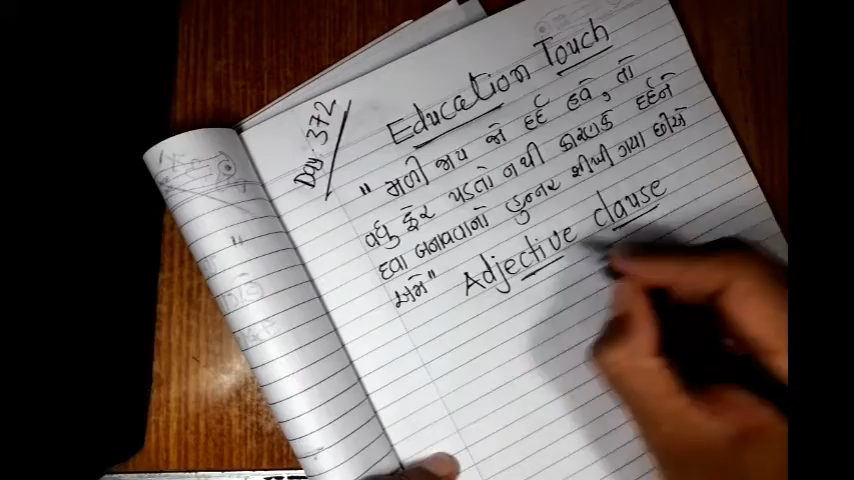 Day: 372
Education Touch
" મળી જાય જો દર્દ હવે, તો
વધુ ફેર પડતો નથી કારણકે દર્દને
દવા બનાવવાનો હુન્નર શીખી ગયા છીએ
અમે"
Adjective clause